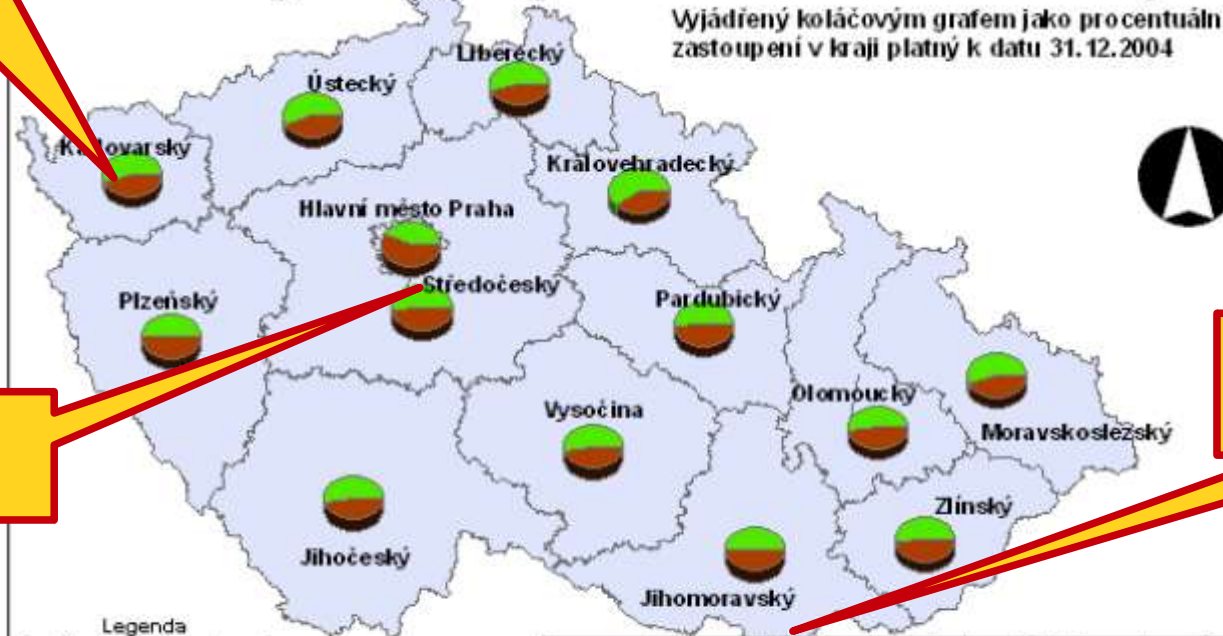 Vyjádřený koláčovým grafem jako procentuáln
zastoupení v kraji platný k datu 31.12.2004
Liberecký
Ústecký
Královehradecký
Hlavní město Praha
Středočeský
Plzeňský
Pardubický
Olomoucký
Vysočina
Moravskoslezský
Zlínský
Jihočeský
Jihomoravský
Legenda